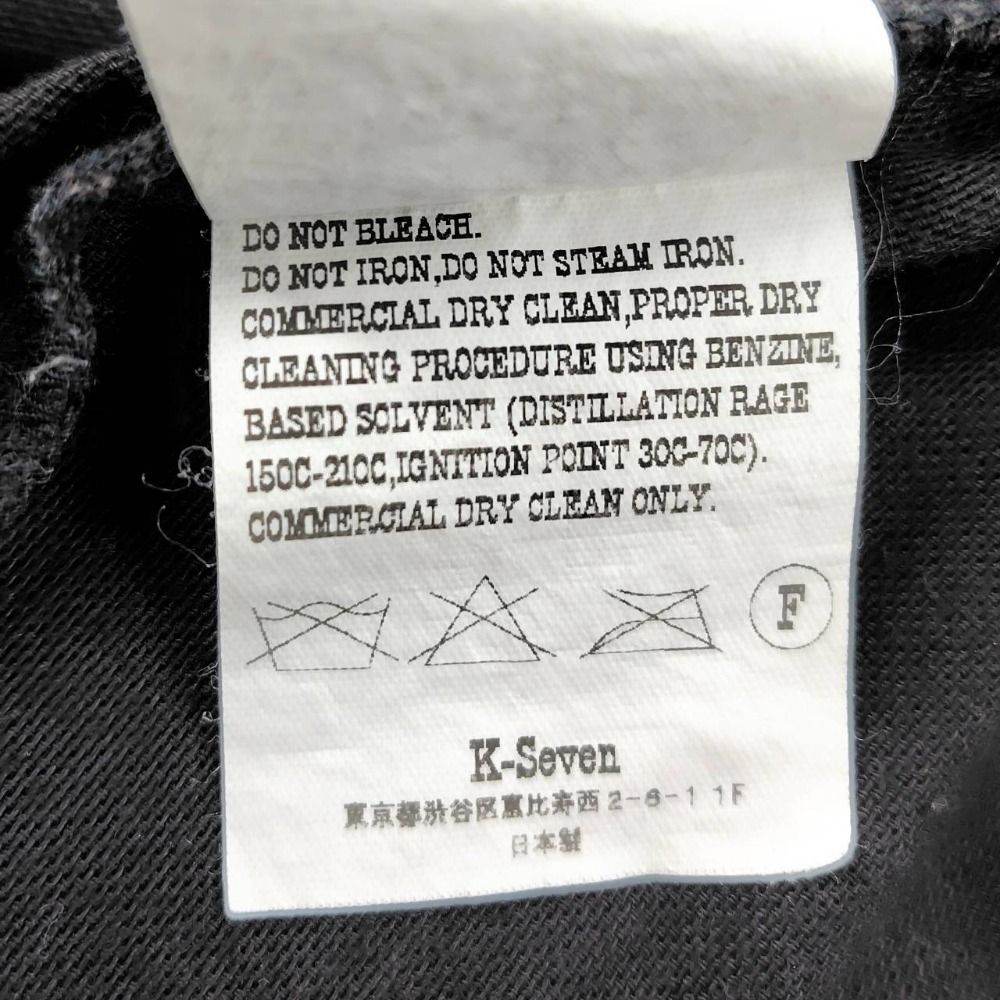 DO NOT BLEACH.
DO NOT IRON,DO NOT STEAM IRON.
COMMERCIAL DRY CLEAN,PROPER DRY
CLEANING PROCEDURE USING BENZINE,
BASED SOLVENT (DISTILLATION RAGE
150C-210C,IGNITION POINT 30C-70C).
COMMERCIAL DRY CLEAN ONLY.
F
K-Seven
東京都渋谷区恵比寿西2-6-1 1F
日本製